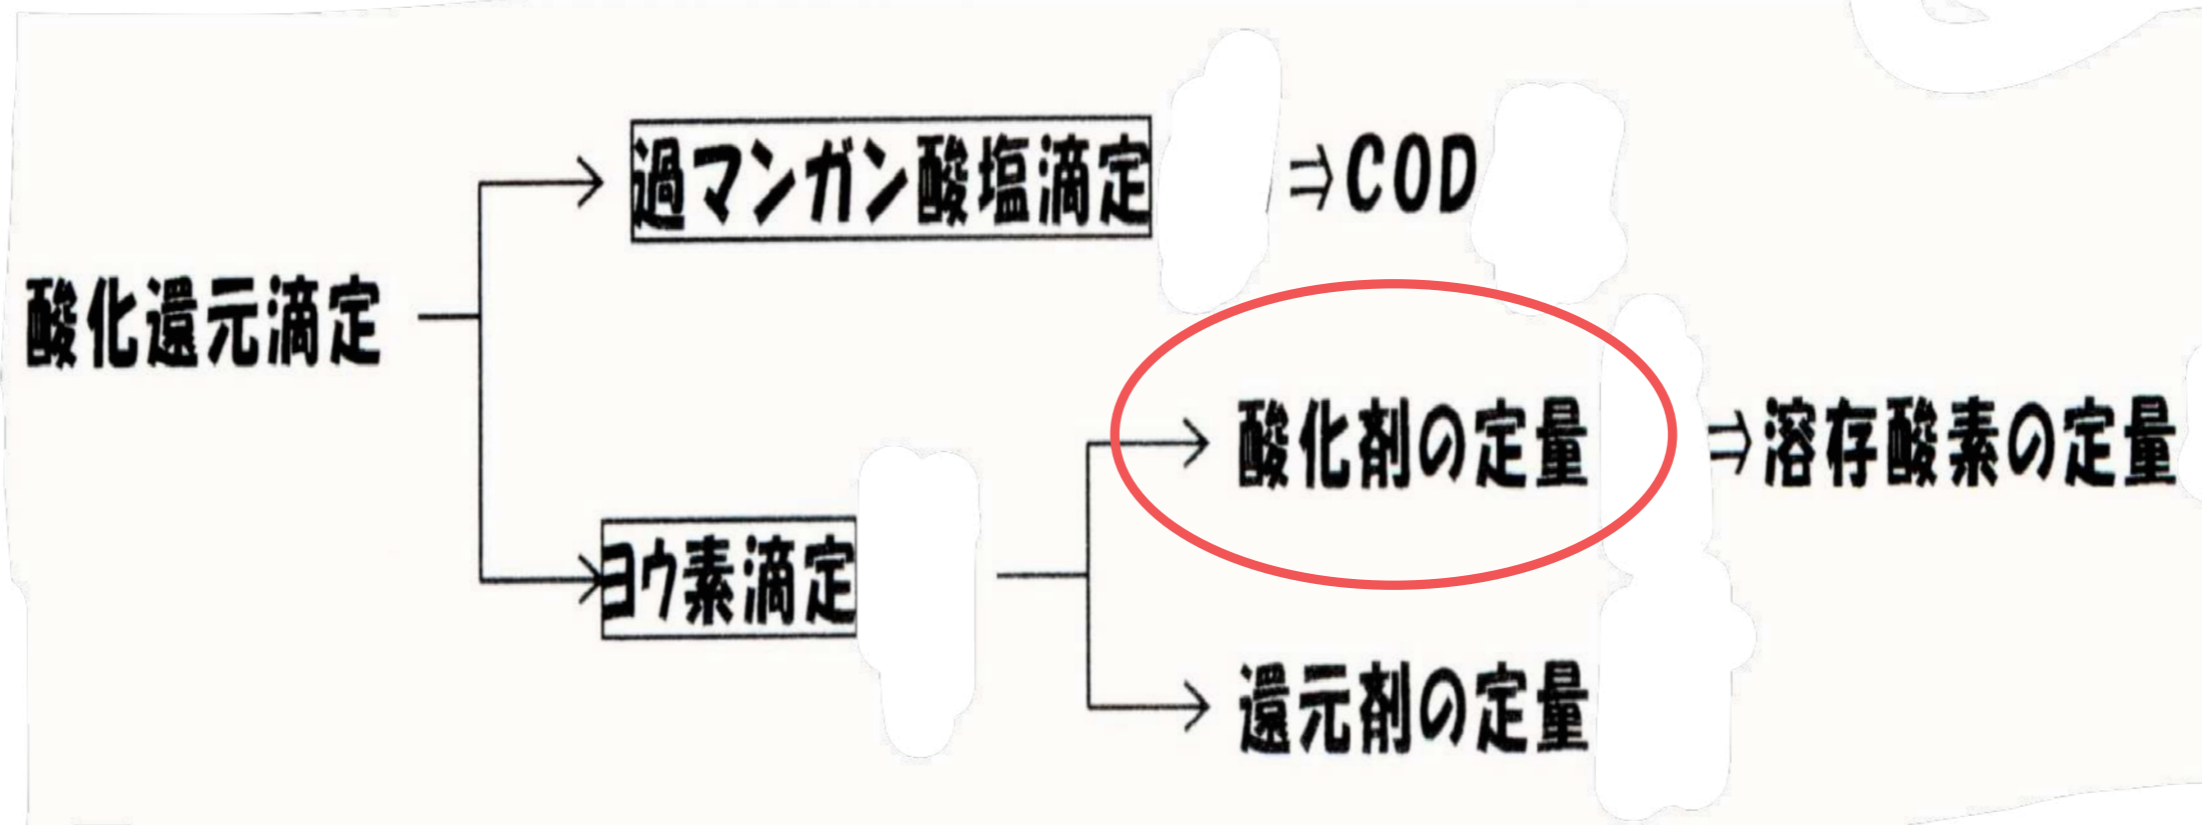 過マンガン酸塩滴定 ⇒COD
酸化還元滴定
酸化剤の定量 ⇒溶存酸素の定量
ヨウ素滴定
還元剤の定量